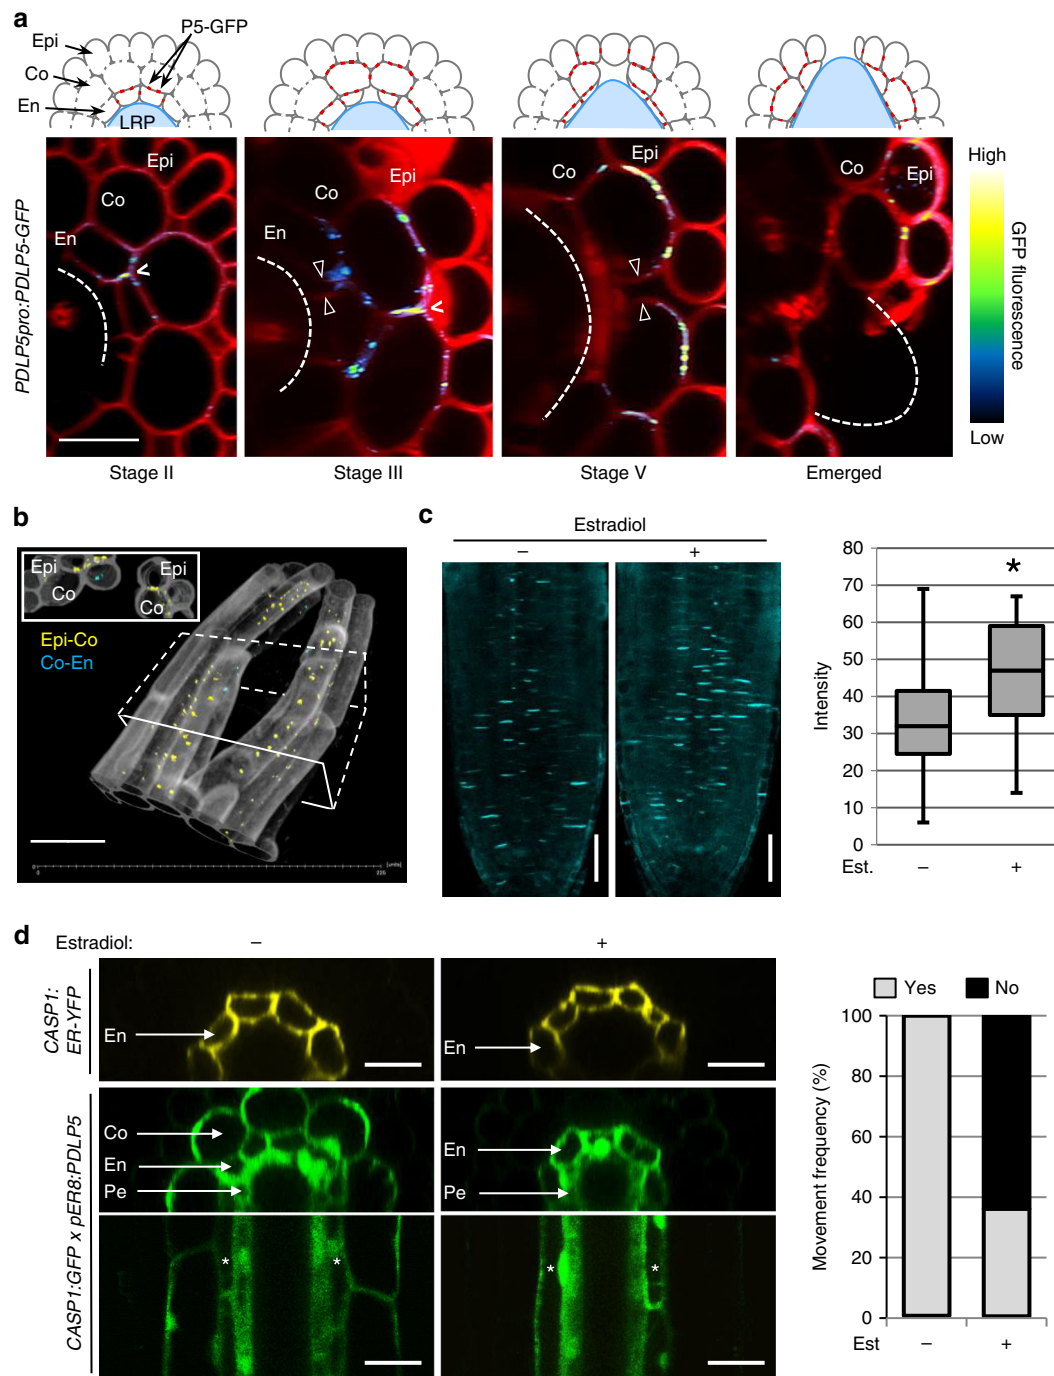 a
P5-GFP
Epi
Co
En
LRP
PDLP5pro:PDLP5-GFP
Epi
Co
En
Epi
Co
En
Epi
Co
Co
Epi
High
GFP fluorescence
Low
Stage II
Stage III
Stage V
Emerged
b
Epi
Co
Epi
Co
Epi-Co
Co-En
0
[units]
c
Estradiol
–
+
Intensity
80
70
60
50
40
30
20
10
0
*
Est.
–
+
d
Estradiol:
–
+
CASP1:
ER-YFP
En
En
CASP1:GFP x pER8:PDLP5
Co
En
Pe
En
Pe
*
*
*
*
Yes
No
Movement frequency (%)
100
80
60
40
20
0
Est
–
+